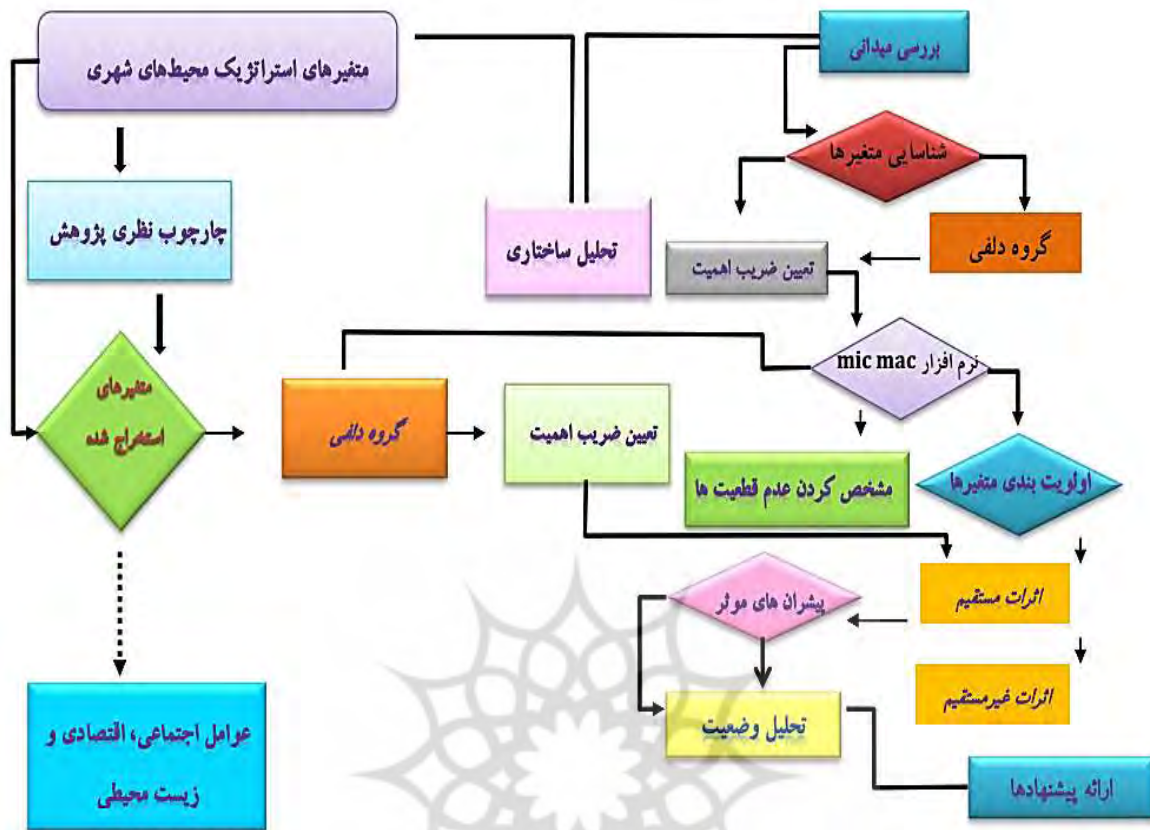 متغیرهای استراتژیک محیط‌های شهری
بررسی میدانی
شناسایی متغیرها
چارچوب نظری پژوهش
تحلیل ساختاری
گروه دلفی
تعیین ضریب اهمیت
نرم افزار mic mac
متغیرهای
استخراج شده
گروه دلفی
تعیین ضریب اهمیت
مشخص کردن عدم قطعیت ها
اولویت بندی متغیرها
پیشران های موثر
اثرات مستقیم
اثرات غیرمستقیم
عوامل اجتماعی، اقتصادی و
زیست محیطی
تحلیل وضعیت
ارائه پیشنهادها